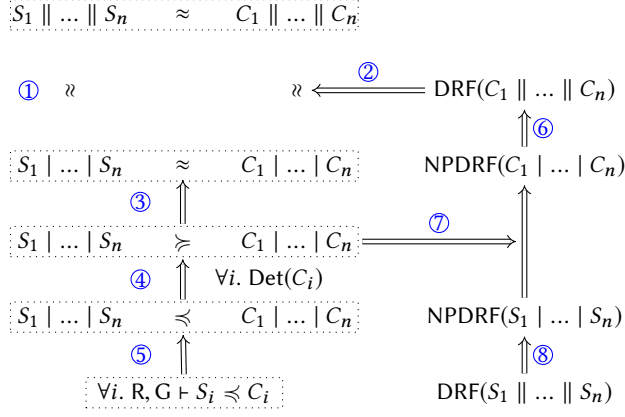 S₁ ∥ ... ∥ Sₙ ≈ C₁ ∥ ... ∥ Cₙ
②
① ≈ ≈ DRF(C₁ ∥ ... ∥ Cₙ)
⑥
S₁ | ... | Sₙ ≈ C₁ | ... | Cₙ NPDRF(C₁ | ... | Cₙ)
③ ⑦
S₁ | ... | Sₙ ≽ C₁ | ... | Cₙ
④ ∀i. Det(Cᵢ)
S₁ | ... | Sₙ ≼ C₁ | ... | Cₙ NPDRF(S₁ | ... | Sₙ)
⑤ ⑧
∀i. R, G ⊢ Sᵢ ≼ Cᵢ DRF(S₁ ∥ ... ∥ Sₙ)